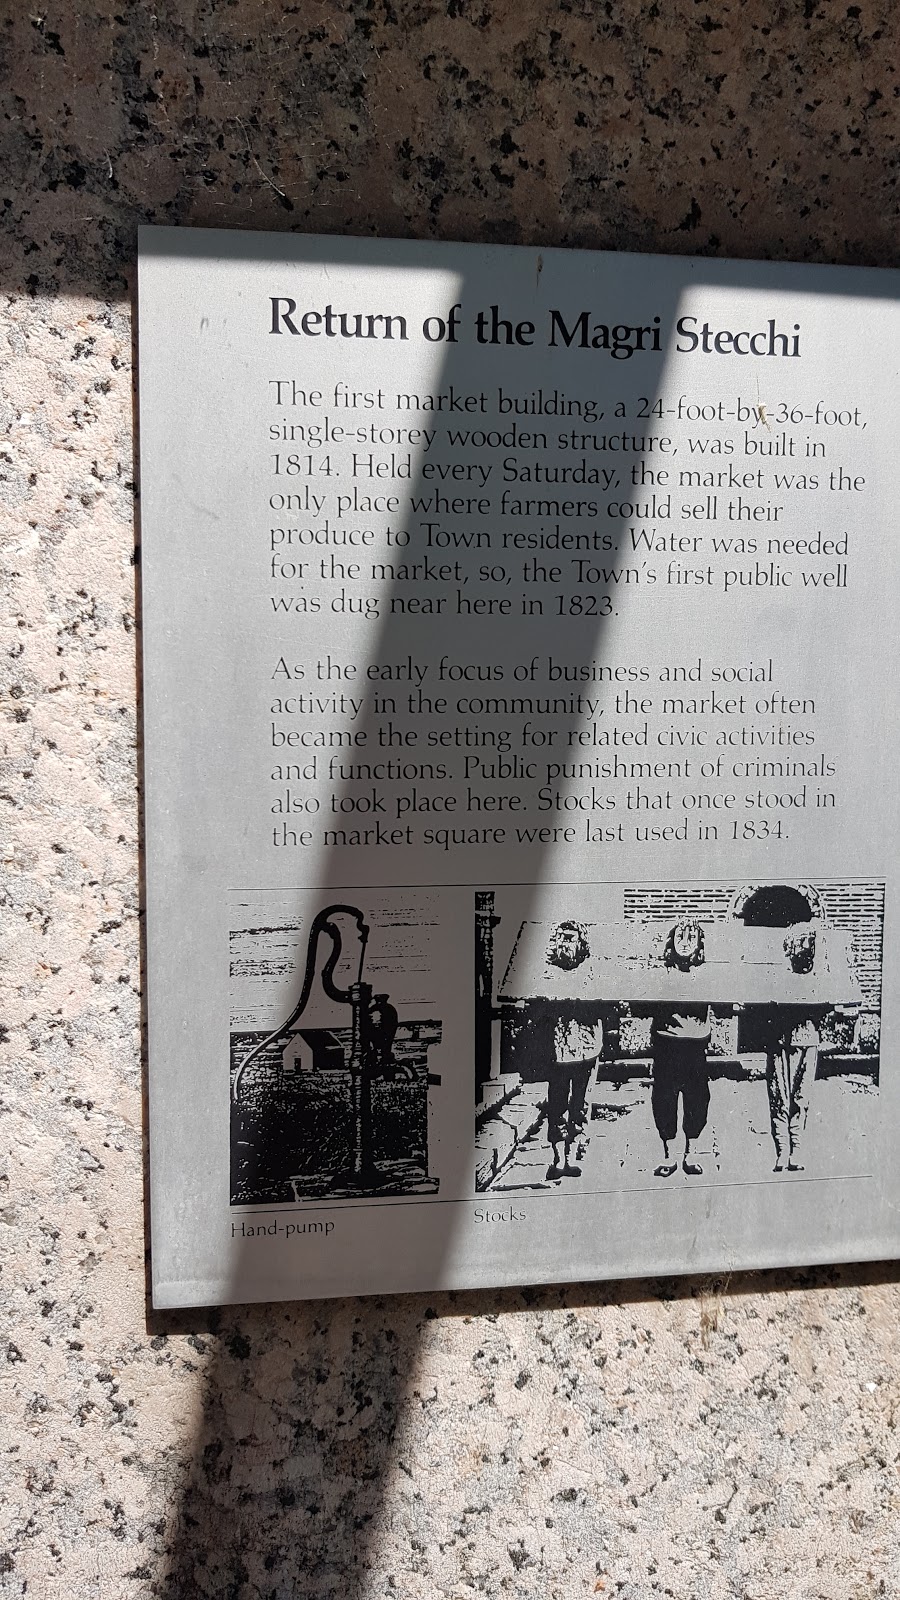 Return of the Magri Stecchi
The first market building, a 24-foot-by-36-foot,
single-storey wooden structure, was built in
1814. Held every Saturday, the market was the
only place where farmers could sell their
produce to Town residents. Water was needed
for the market, so, the Town's first public well
was dug near here in 1823.
As the early focus of business and social
activity in the community, the market often
became the setting for related civic activities
and functions. Public punishment of criminals
also took place here. Stocks that once stood in
the market square were last used in 1834.
Hand-pump
Stocks